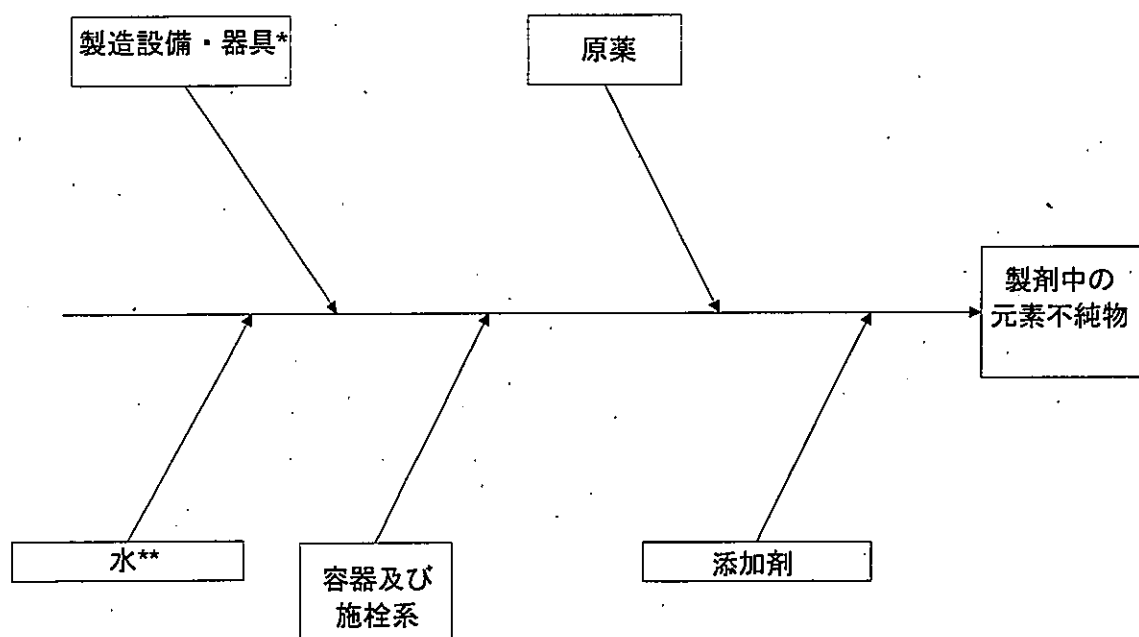 製造設備・器具*
原薬
製剤中の
元素不純物
水**
容器及び
施栓系
添加剤